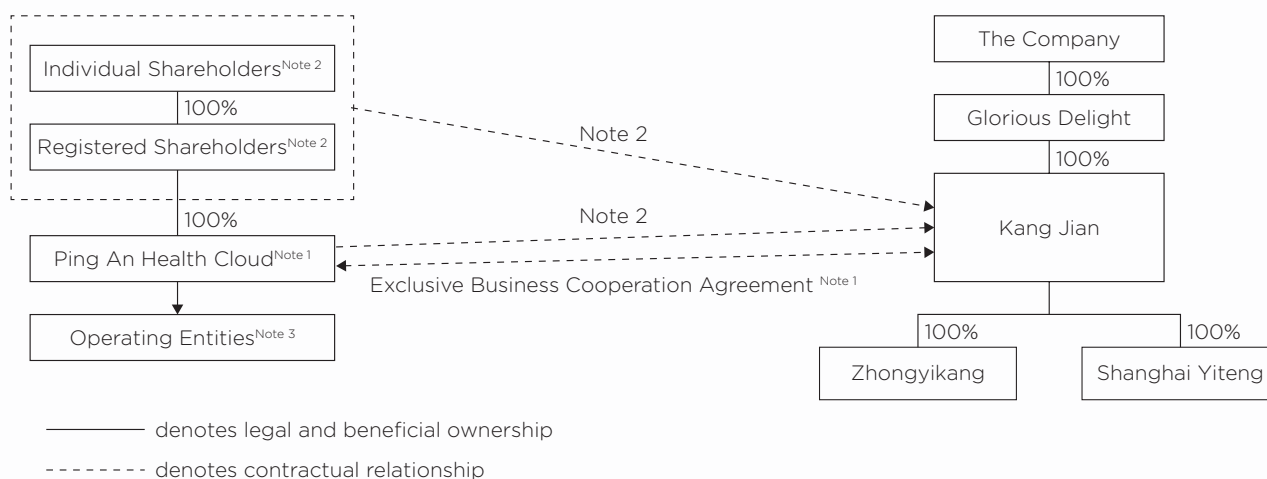 Individual Shareholders Note 2
100%
Registered Shareholders Note 2
100%
Ping An Health Cloud Note 1
Operating Entities Note 3
Note 2
Note 2
Exclusive Business Cooperation Agreement Note 1
The Company
100%
Glorious Delight
100%
Kang Jian
100%
100%
Zhongyikang
Shanghai Yiteng
denotes legal and beneficial ownership
denotes contractual relationship